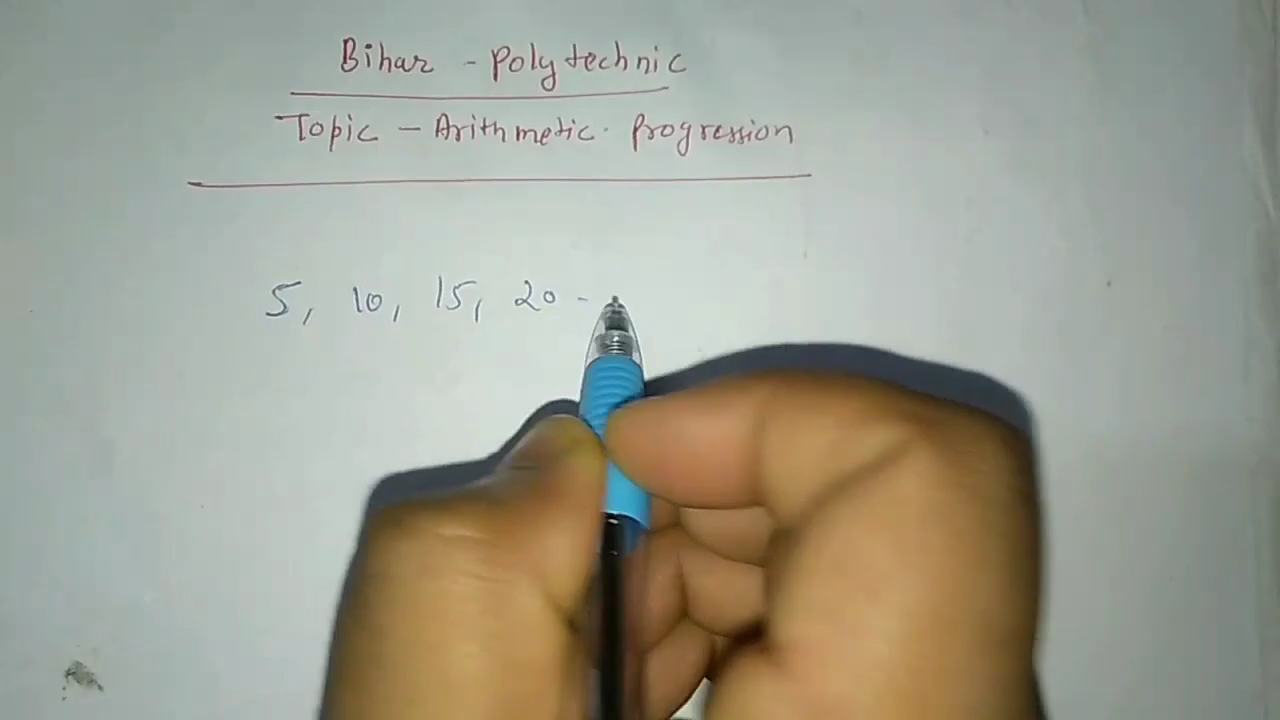 Bihar - Polytechnic
Topic - Arithmetic Progression
5, 10, 15, 20 -